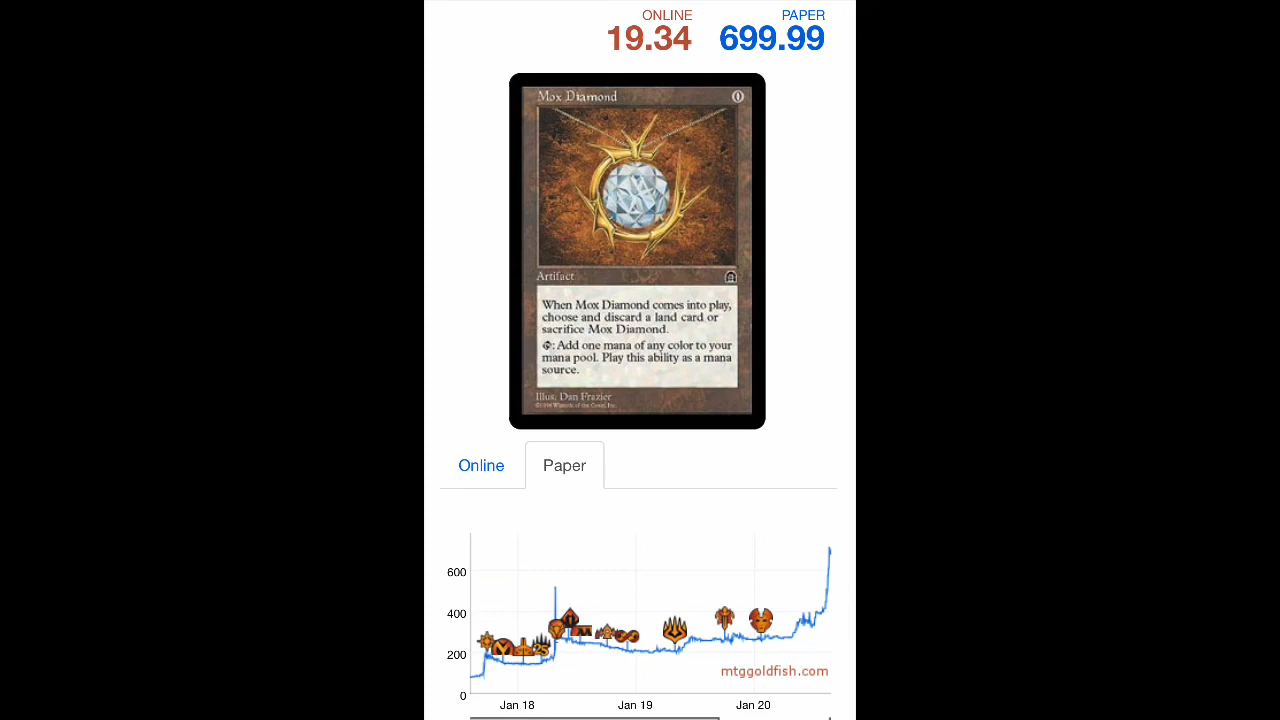 ONLINE PAPER
19.34 699.99
Mox Diamond 0
Artifact
When Mox Diamond comes into play,
choose and discard a land card or
sacrifice Mox Diamond.
: Add one mana of any color to your
mana pool. Play this ability as a mana
source.
Illus: Dan Frazier
Online Paper
600
400
200
0
25
mtggoldfish.com
Jan 18 Jan 19 Jan 20